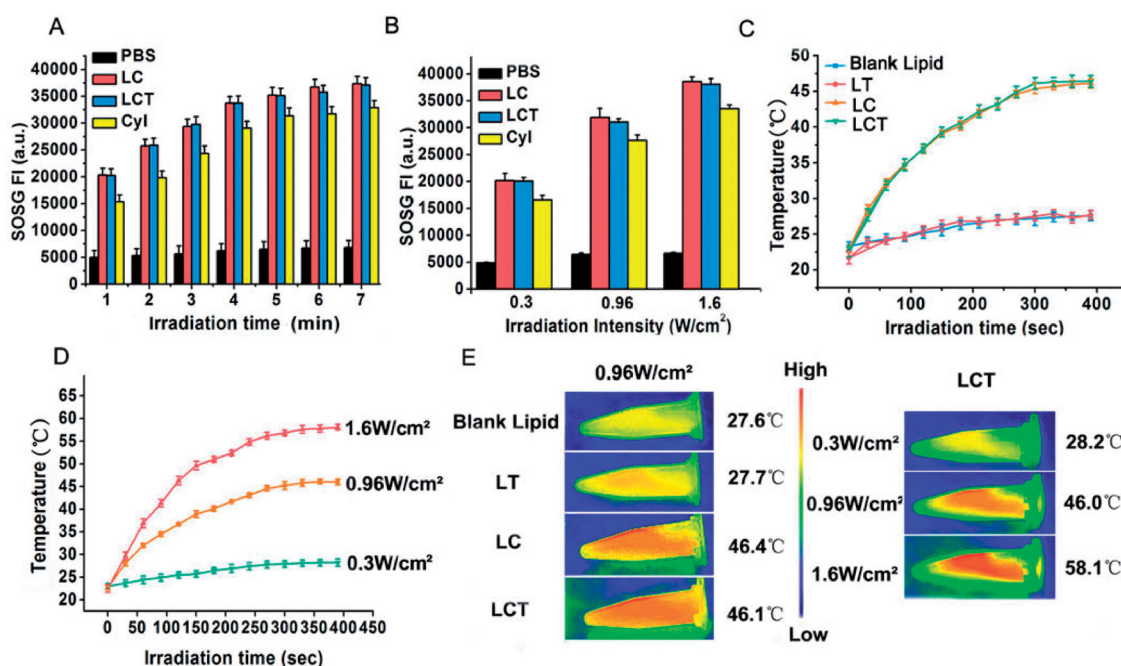 A
PBS
LC
LCT
CyI
SOSG FI (a.u.)
40000
35000
30000
25000
20000
15000
10000
5000
0
1 2 3 4 5 6 7
Irradiation time (min)
B
PBS
LC
LCT
CyI
SOSG FI (a.u.)
40000
35000
30000
25000
20000
15000
10000
5000
0
0.3 0.96 1.6
Irradiation Intensity (W/cm²)
C
Blank Lipid
LT
LC
LCT
Temperature (℃)
50
45
40
35
30
25
20
0 100 200 300 400
Irradiation time (sec)
D
Temperature (℃)
65
60
55
50
45
40
35
30
25
20
1.6W/cm²
0.96W/cm²
0.3W/cm²
0 50 100 150 200 250 300 350 400 450
Irradiation time (sec)
E
0.96W/cm²
Blank Lipid 27.6℃
LT 27.7℃
LC 46.4℃
LCT 46.1℃
High
Low
LCT
0.3W/cm² 28.2℃
0.96W/cm² 46.0℃
1.6W/cm² 58.1℃